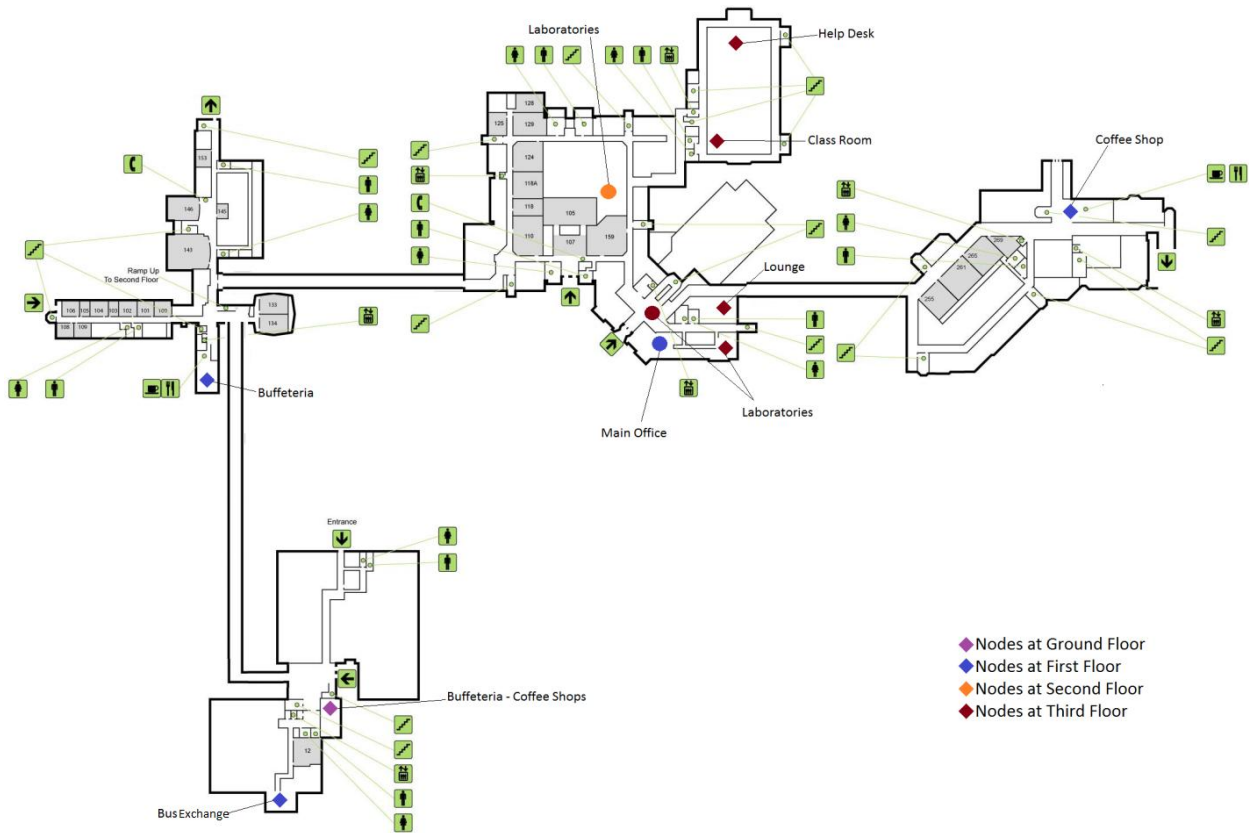 Laboratories
Help Desk
Class Room
Coffee Shop
128
125
129
124
118A
118
105
110
107
159
153
146
145
143
Ramp Up
To Second Floor
106
105
104
103
102
101
100
108
109
133
134
Lounge
269
265
261
255
Buffeteria
Main Office
Laboratories
Entrance
Buffeteria - Coffee Shops
12
Bus Exchange
Nodes at Ground Floor
Nodes at First Floor
Nodes at Second Floor
Nodes at Third Floor